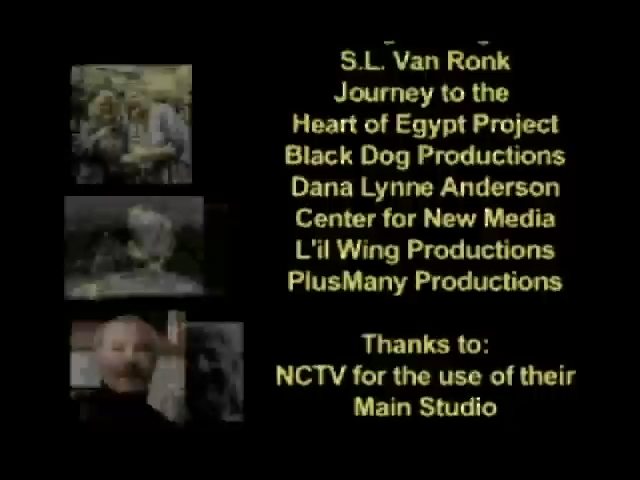 S.L. Van Ronk
Journey to the
Heart of Egypt Project
Black Dog Productions
Dana Lynne Anderson
Center for New Media
L'il Wing Productions
PlusMany Productions
Thanks to:
NCTV for the use of their
Main Studio